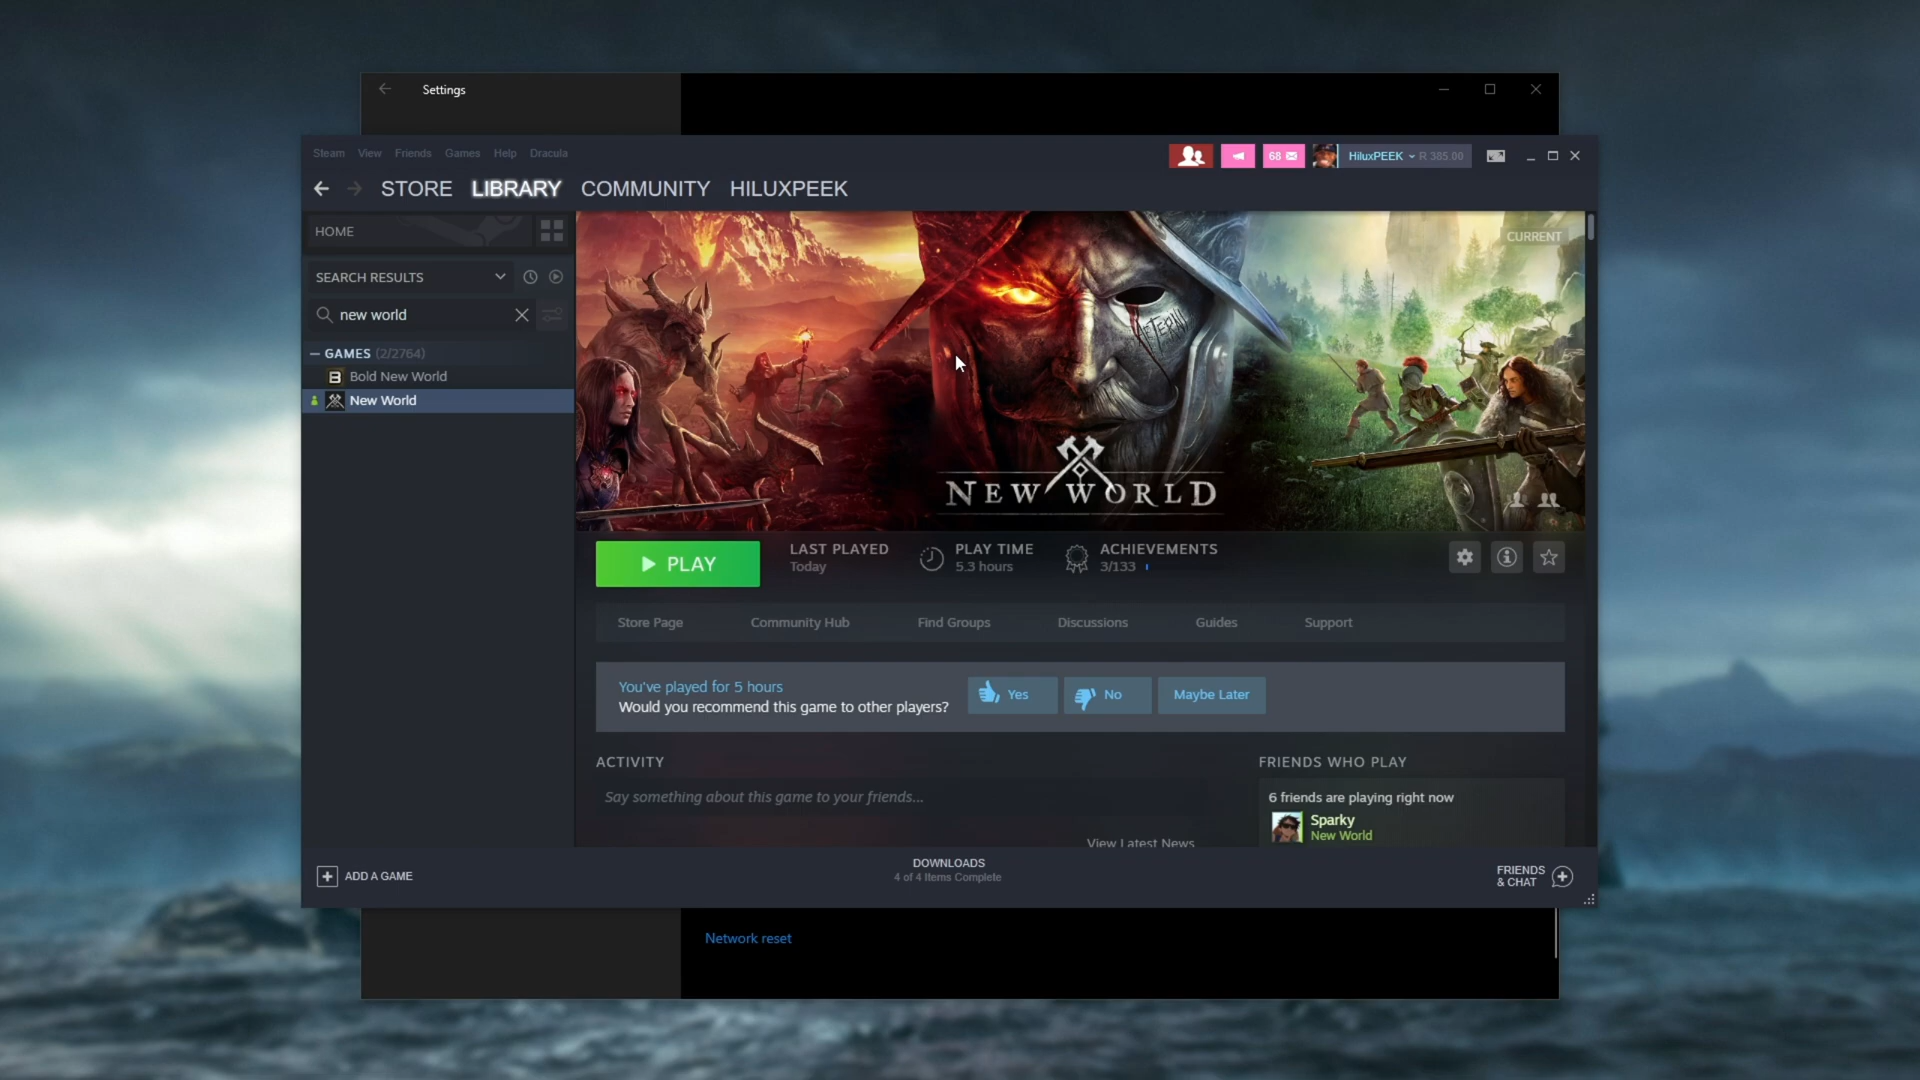 Settings
Steam View Friends Games Help Dracula
68
HiluxPEEK R 385.00
STORE LIBRARY COMMUNITY HILUXPEEK
HOME
SEARCH RESULTS
new world
GAMES (2/2764)
Bold New World
New World
CURRENT
AETERNUM
NEW WORLD
PLAY
LAST PLAYED
Today
PLAY TIME
5.3 hours
ACHIEVEMENTS
3/133
Store Page Community Hub Find Groups Discussions Guides Support
You've played for 5 hours
Would you recommend this game to other players?
Yes No Maybe Later
ACTIVITY
Say something about this game to your friends...
View Latest News
FRIENDS WHO PLAY
6 friends are playing right now
Sparky
New World
ADD A GAME
DOWNLOADS
4 of 4 Items Complete
FRIENDS
& CHAT
Network reset